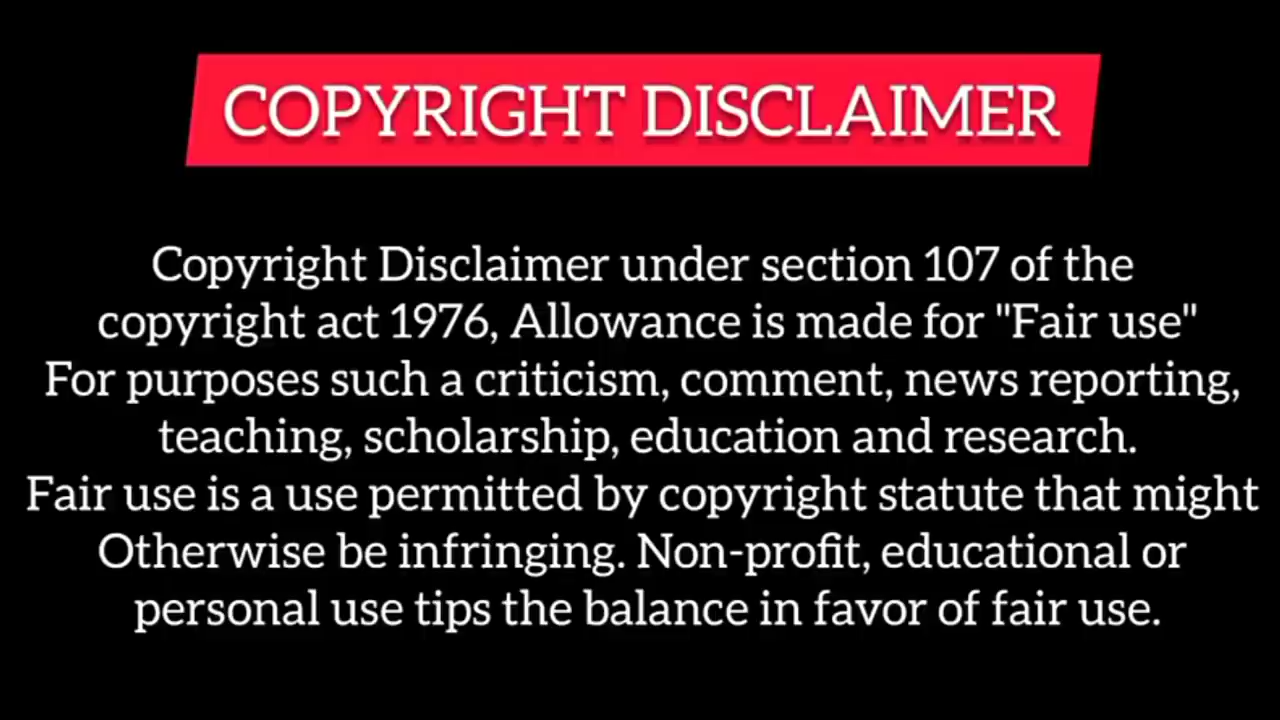 COPYRIGHT DISCLAIMER
Copyright Disclaimer under section 107 of the
copyright act 1976, Allowance is made for "Fair use"
For purposes such a criticism, comment, news reporting,
teaching, scholarship, education and research.
Fair use is a use permitted by copyright statute that might
Otherwise be infringing. Non-profit, educational or
personal use tips the balance in favor of fair use.